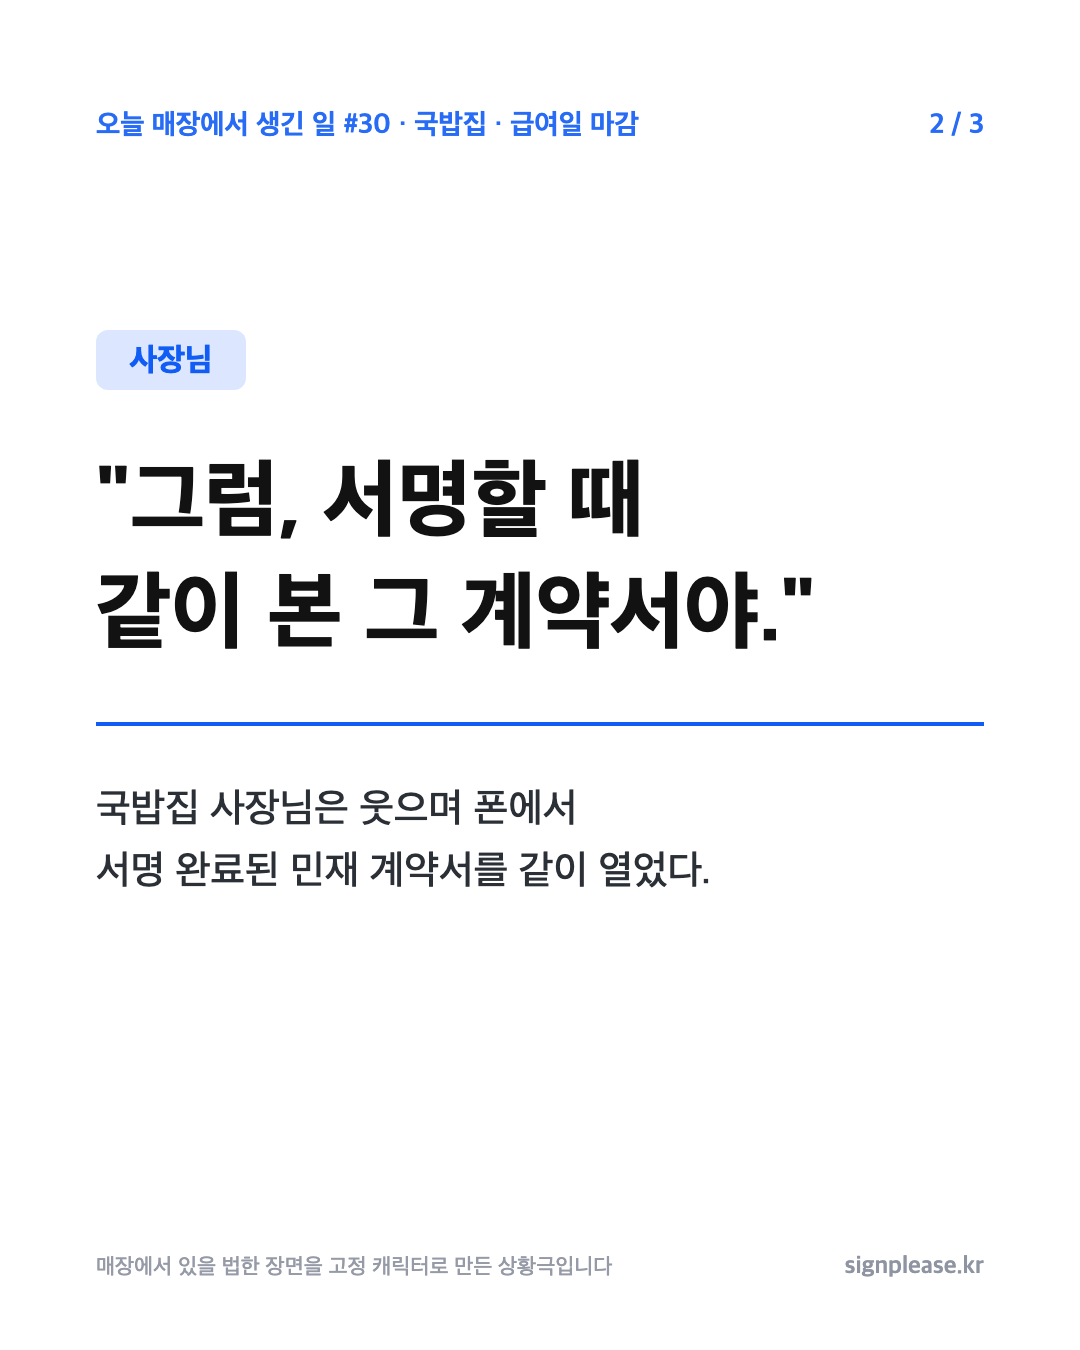 오늘 매장에서 생긴 일 #30 · 국밥집 · 급여일 마감
2 / 3
사장님
"그럼, 서명할 때
같이 본 그 계약서야."
국밥집 사장님은 웃으며 폰에서
서명 완료된 민재 계약서를 같이 열었다.
매장에서 있을 법한 장면을 고정 캐릭터로 만든 상황극입니다
signplease.kr